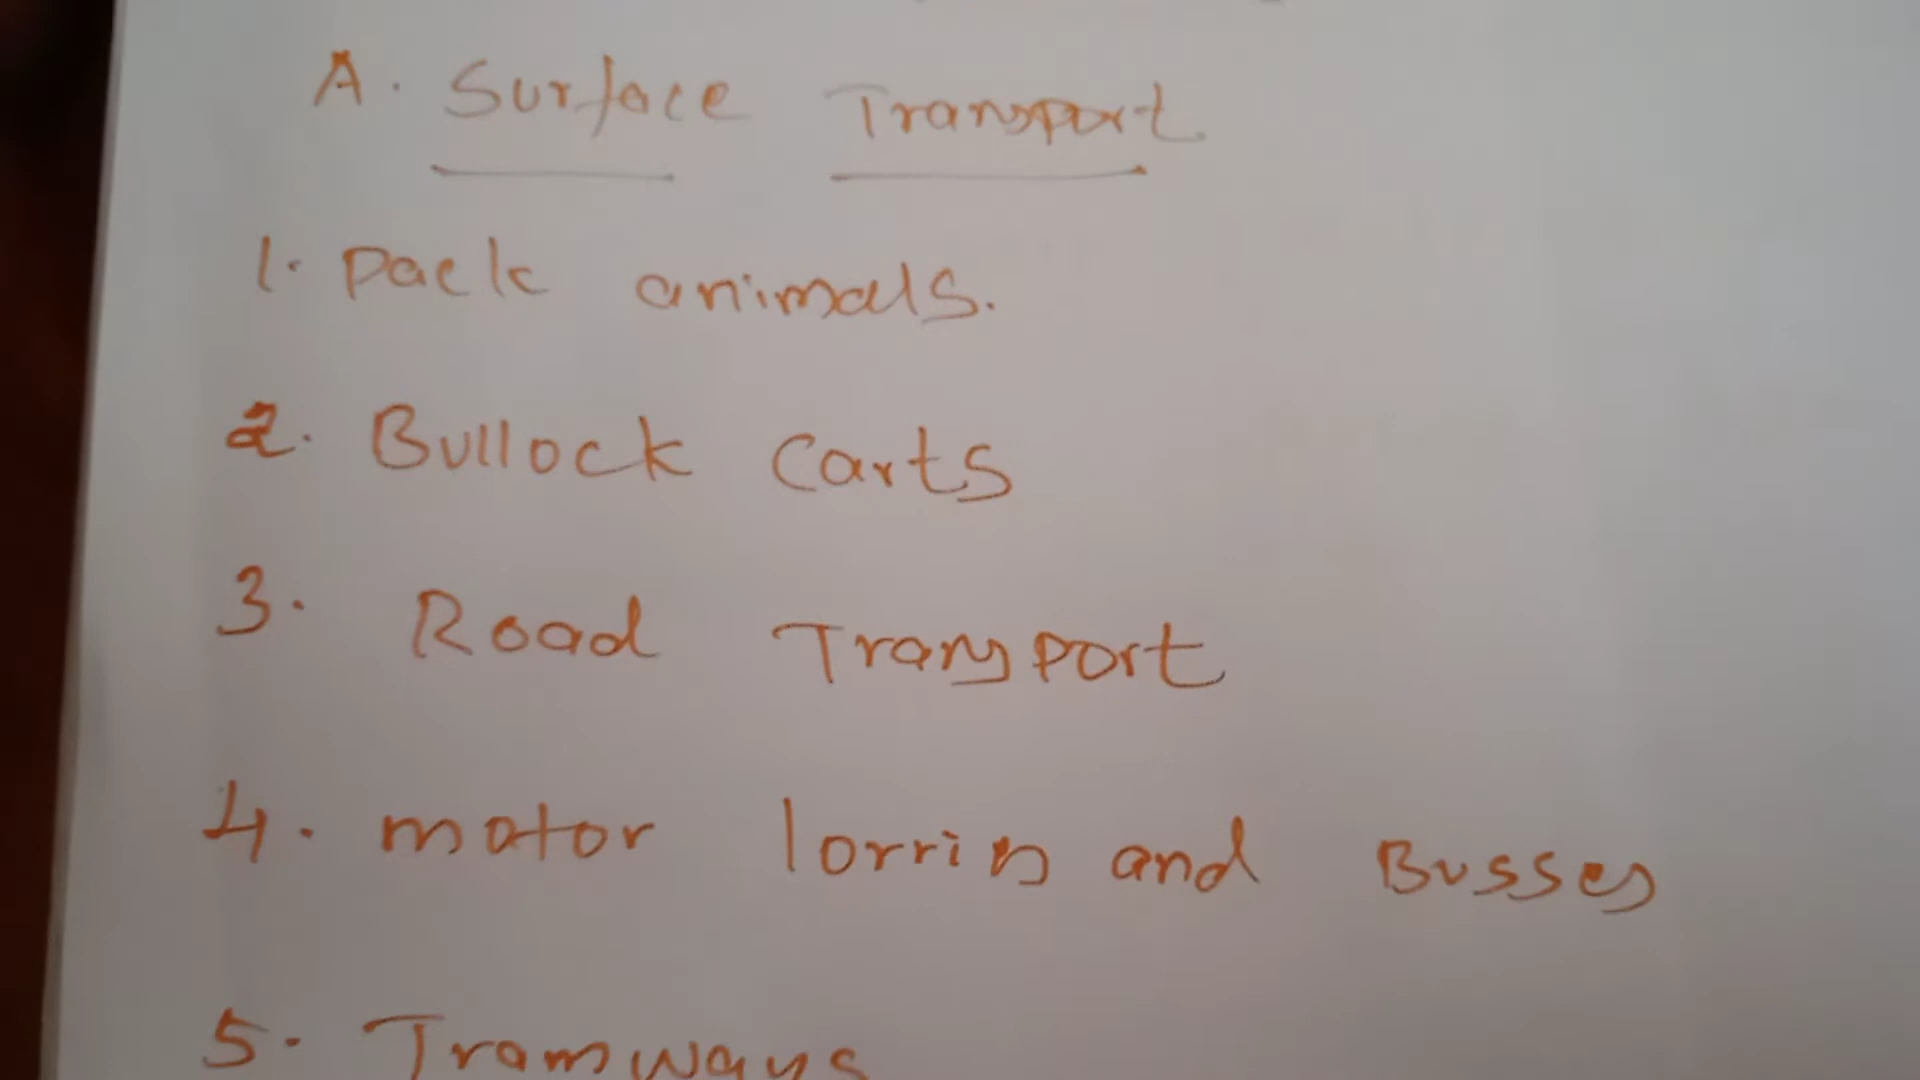 A. Surface Transport
1. Pack animals.
2. Bullock Carts
3. Road Transport
4. motor lorries and Busses
5. Tramways